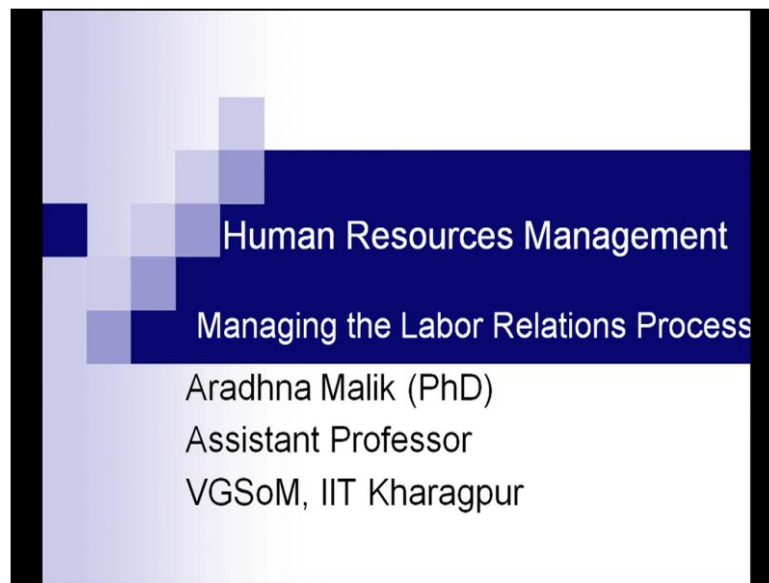 Human Resources Management
Managing the Labor Relations Process
Aradhna Malik (PhD)
Assistant Professor
VGSoM, IIT Kharagpur